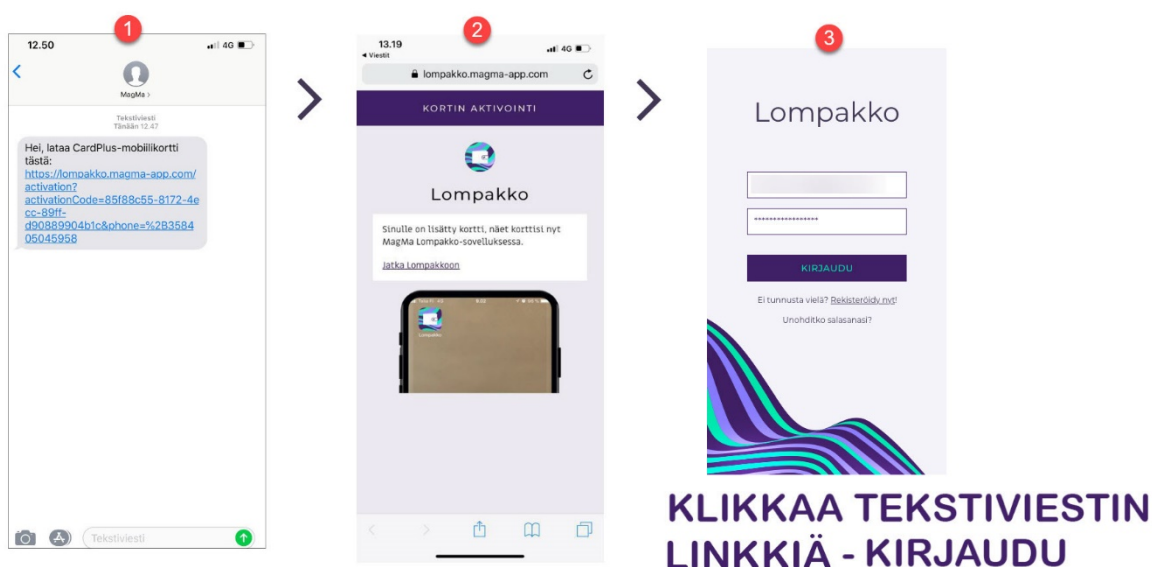 1
12.50
4G
MagMa >
Tekstiviesti
Tänään 12.47
Hei, lataa CardPlus-mobiilikortti
tästä:
https://lompakko.magma-app.com/
activation?
activationCode=85f88c55-8172-4e
cc-89ff-
d90889904b1c&phone=%2B3584
05045958
Tekstiviesti
2
13.19
4G
◄ Viestit
lompakko.magma-app.com
KORTIN AKTIVOINTI
Lompakko
Sinulle on lisätty kortti, näet korttisi nyt
MagMa Lompakko-sovelluksessa.
Jatka Lompakkoon
Lompakko
3
Lompakko
KIRJAUDU
Ei tunnusta vielä? Rekisteröidy nyt!
Unohditko salasanasi?
KLIKKAA TEKSTIVIESTIN
LINKKIÄ - KIRJAUDU